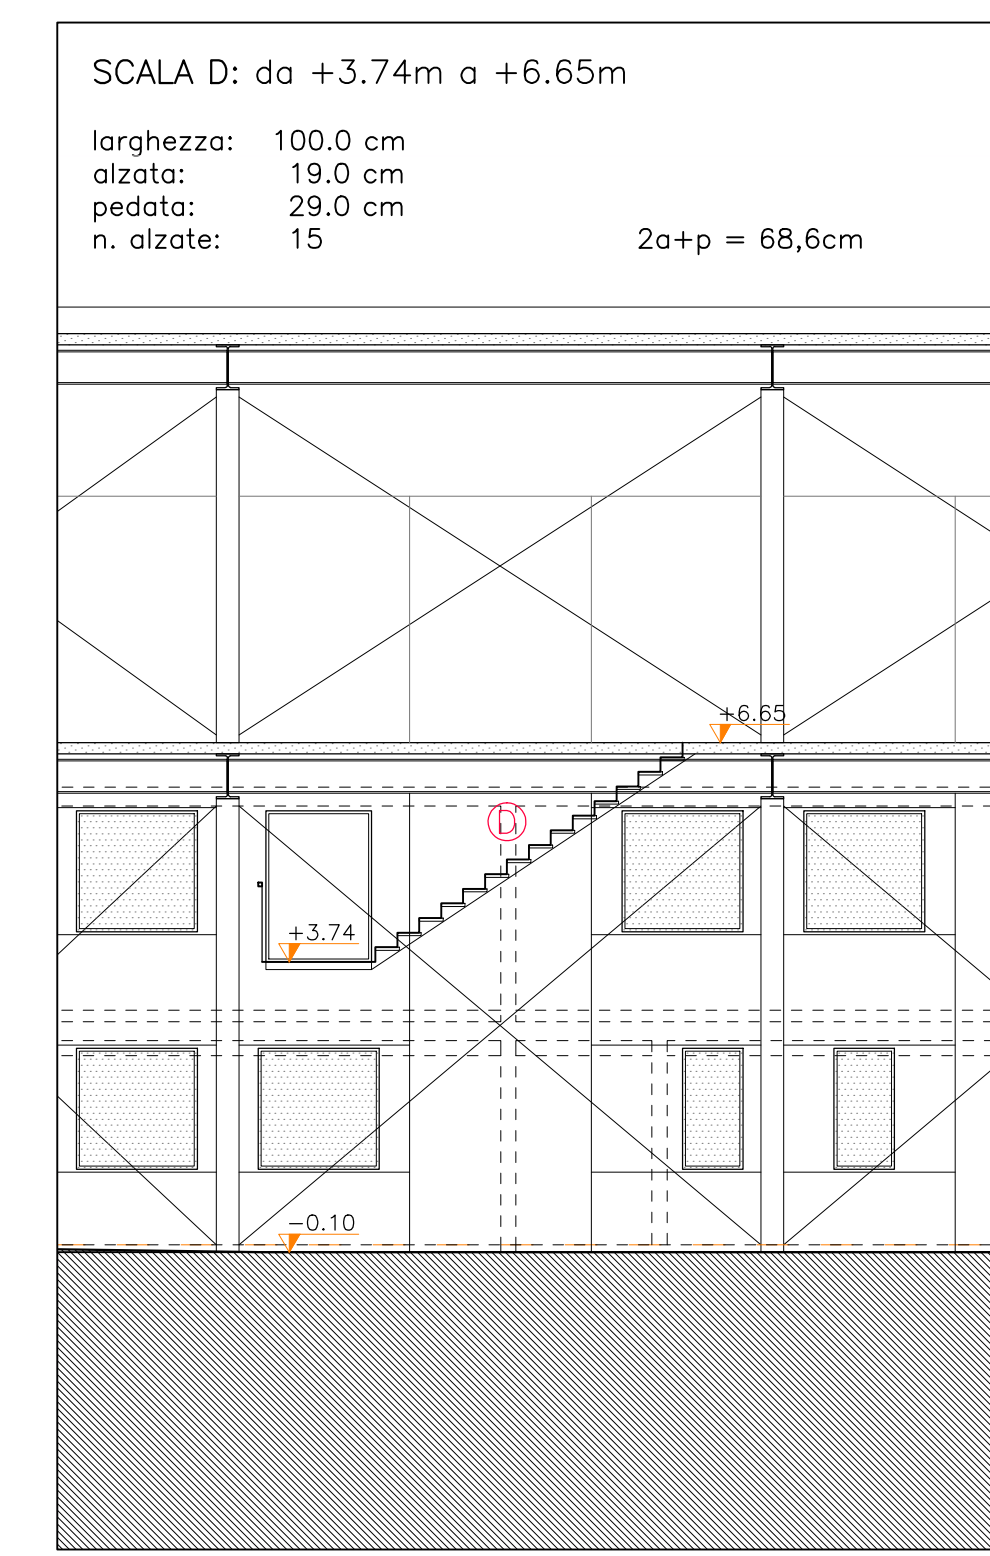 SCALA D: da +3.74m a +6.65m
larghezza: 100.0 cm
alzata: 19.0 cm
pedata: 29.0 cm
n. alzate: 15 2a+p = 68,6cm
+6.65
D
+3.74
-0.10